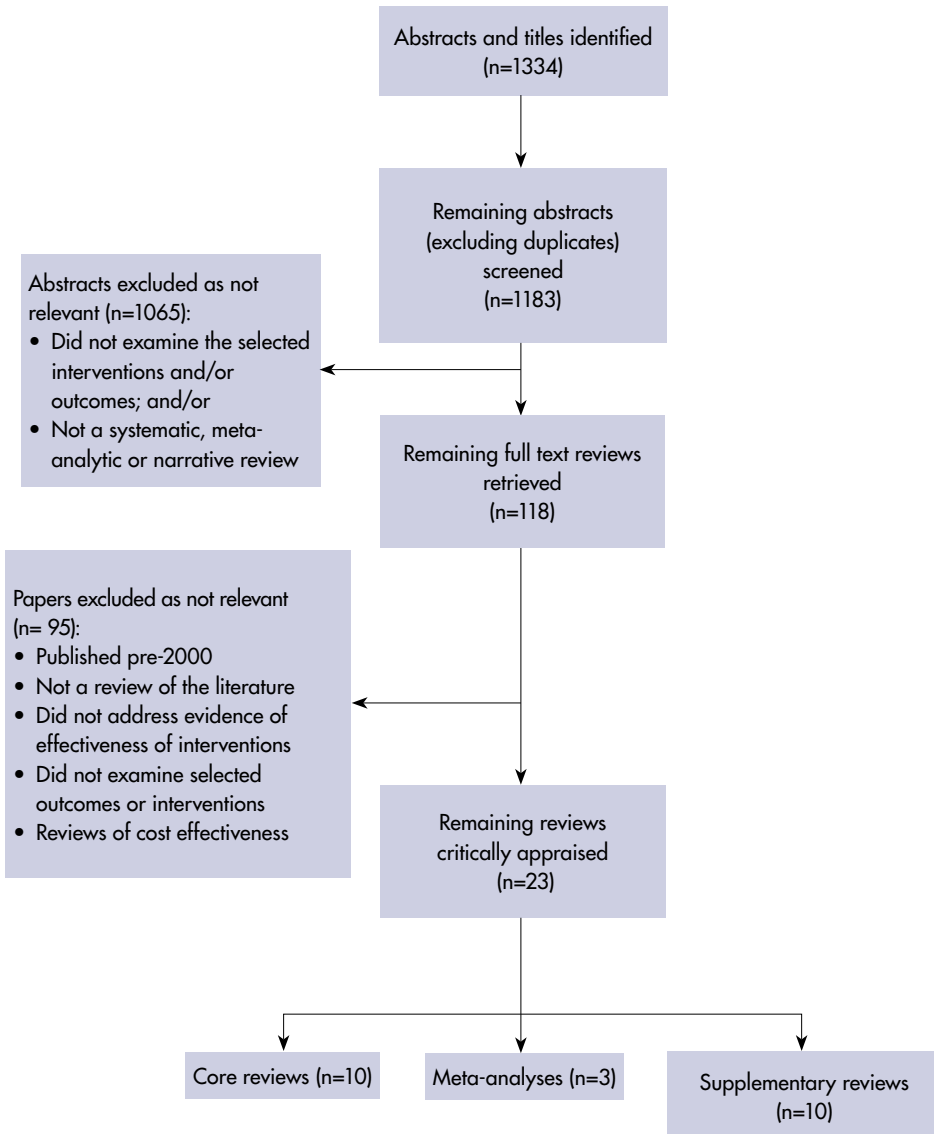 Abstracts and titles identified
(n=1334)
Remaining abstracts
(excluding duplicates)
screened
(n=1183)
Abstracts excluded as not
relevant (n=1065):
• Did not examine the selected
interventions and/or
outcomes; and/or
• Not a systematic, meta-
analytic or narrative review
Remaining full text reviews
retrieved
(n=118)
Papers excluded as not relevant
(n= 95):
• Published pre-2000
• Not a review of the literature
• Did not address evidence of
effectiveness of interventions
• Did not examine selected
outcomes or interventions
• Reviews of cost effectiveness
Remaining reviews
critically appraised
(n=23)
Core reviews (n=10)
Meta-analyses (n=3)
Supplementary reviews
(n=10)